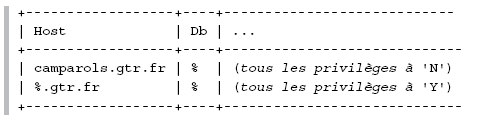 +-----------------+----+---------------------------
| Host            | Db | ...
+-----------------+----+----------------------------
| camparols.gtr.fr | % | (tous les privilèges à 'N')
| %.gtr.fr        | %  | (tous les privilèges à 'Y')
+-----------------+----+----------------------------